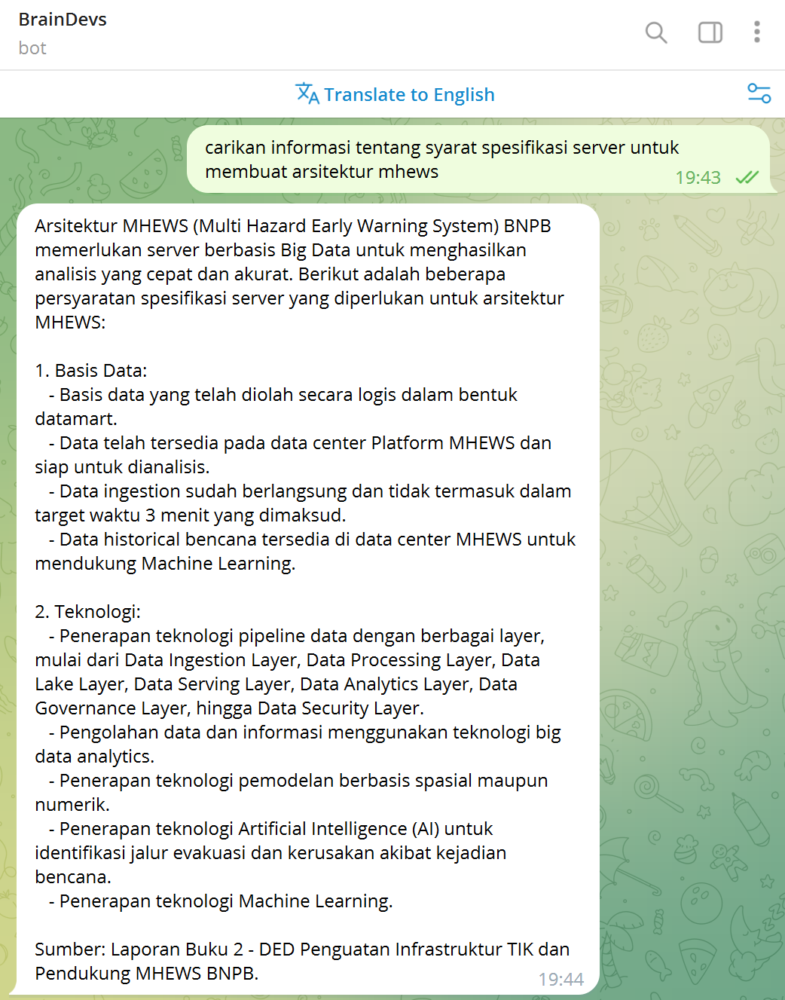 BrainDevs
bot
Translate to English
carikan informasi tentang syarat spesifikasi server untuk
membuat arsitektur mhews
19:43
Arsitektur MHEWS (Multi Hazard Early Warning System) BNPB
memerlukan server berbasis Big Data untuk menghasilkan
analisis yang cepat dan akurat. Berikut adalah beberapa
persyaratan spesifikasi server yang diperlukan untuk arsitektur
MHEWS:
1. Basis Data:
- Basis data yang telah diolah secara logis dalam bentuk
datamart.
- Data telah tersedia pada data center Platform MHEWS dan
siap untuk dianalisis.
- Data ingestion sudah berlangsung dan tidak termasuk dalam
target waktu 3 menit yang dimaksud.
- Data historical bencana tersedia di data center MHEWS untuk
mendukung Machine Learning.
2. Teknologi:
- Penerapan teknologi pipeline data dengan berbagai layer,
mulai dari Data Ingestion Layer, Data Processing Layer, Data
Lake Layer, Data Serving Layer, Data Analytics Layer, Data
Governance Layer, hingga Data Security Layer.
- Pengolahan data dan informasi menggunakan teknologi big
data analytics.
- Penerapan teknologi pemodelan berbasis spasial maupun
numerik.
- Penerapan teknologi Artificial Intelligence (AI) untuk
identifikasi jalur evakuasi dan kerusakan akibat kejadian
bencana.
- Penerapan teknologi Machine Learning.
Sumber: Laporan Buku 2 - DED Penguatan Infrastruktur TIK dan
Pendukung MHEWS BNPB.
19:44